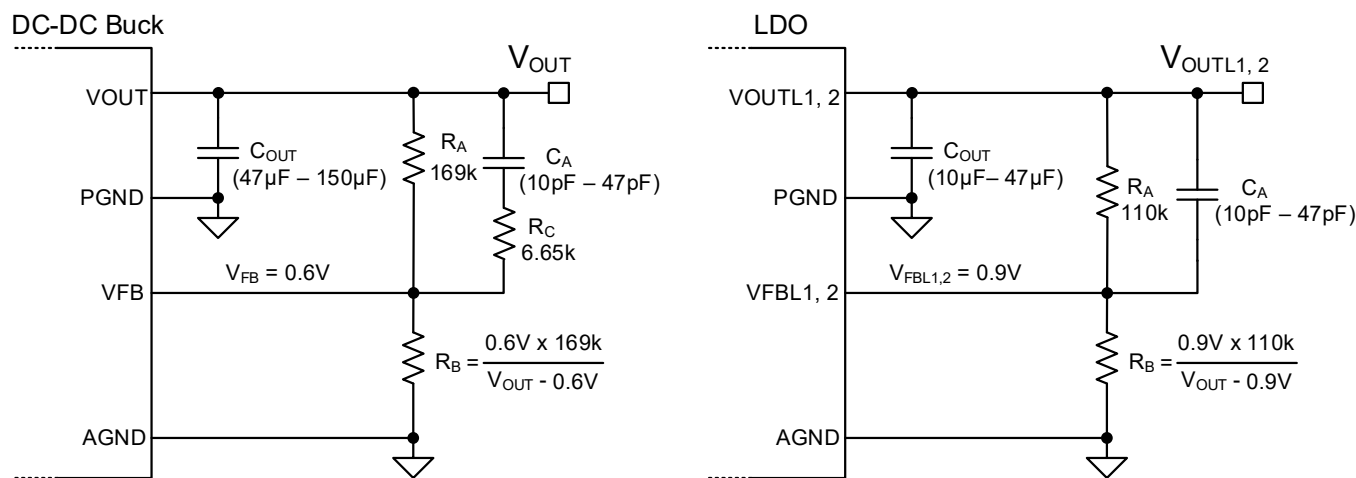 DC-DC Buck
VOUT
VOUT
COUT
(47µF – 150µF)
RA
169k
CA
(10pF – 47pF)
PGND
RC
6.65k
VFB = 0.6V
VFB
RB = 0.6V x 169k
VOUT - 0.6V
AGND
LDO
VOUTL1, 2
VOUTL1, 2
COUT
(10µF– 47µF)
RA
110k
CA
(10pF – 47pF)
PGND
VFBL1,2 = 0.9V
VFBL1, 2
RB = 0.9V x 110k
VOUT - 0.9V
AGND